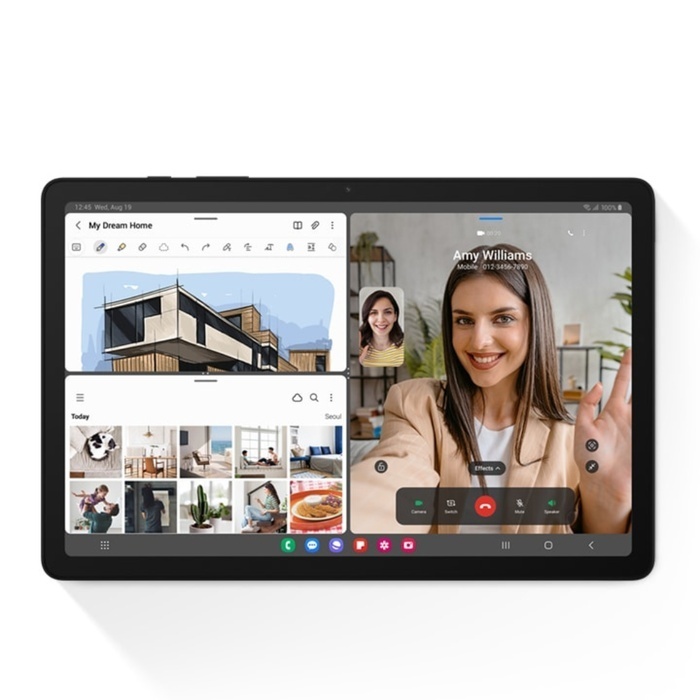 12:45 Wed, Aug 19
100%
My Dream Home
Today
Seoul
Amy Williams
Mobile 012-3456-7890
Effects
Camera
Switch
Mute
Speaker